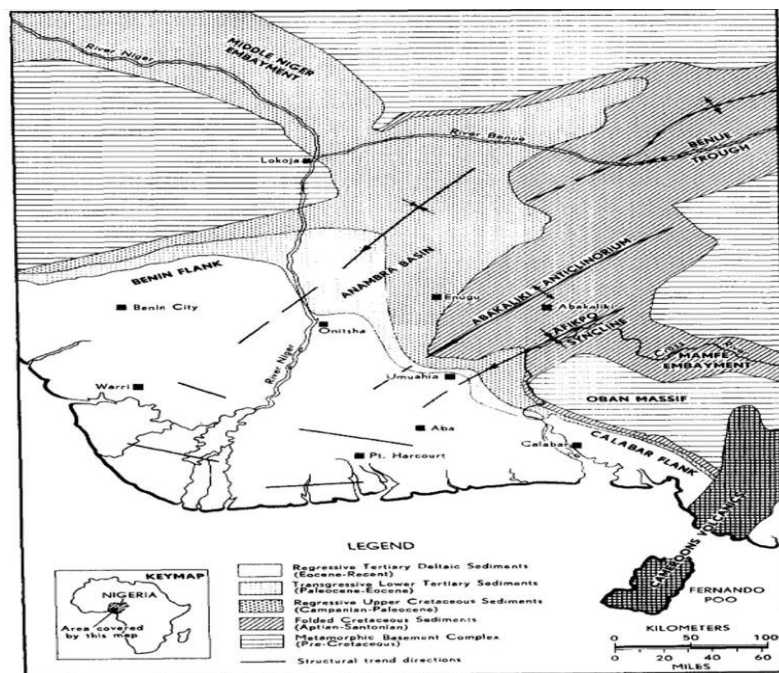 River Niger
MIDDLE NIGER
EMBAYMENT
Lokoja
River Benue
BENUE
TROUGH
BENIN FLANK
Benin City
ANAMBRA BASIN
Enugu
ABAKALIKI ANTICLINORIUM
Abakaliki
AFIKPO
SYNCLINE
Onitsha
River Niger
MAMFE
EMBAYMENT
Warri
Umuahia
OBAN MASSIF
Aba
Calabar
CALABAR FLANK
Pt. Harcourt
CAMEROONS VOLCANICS
FERNANDO
POO
LEGEND
Regressive Tertiary Deltaic Sediments
(Eocene-Recent)
Transgressive Lower Tertiary Sediments
(Paleocene-Eocene)
Regressive Upper Cretaceous Sediments
(Campanian-Paleocene)
Folded Cretaceous Sediments
(Aptian-Santonian)
Metamorphic Basement Complex
(Pre-Cretaceous)
Structural trend directions
KEYMAP
NIGERIA
Area covered
by this map
KILOMETERS
0 50 100
0 20 40 60
MILES